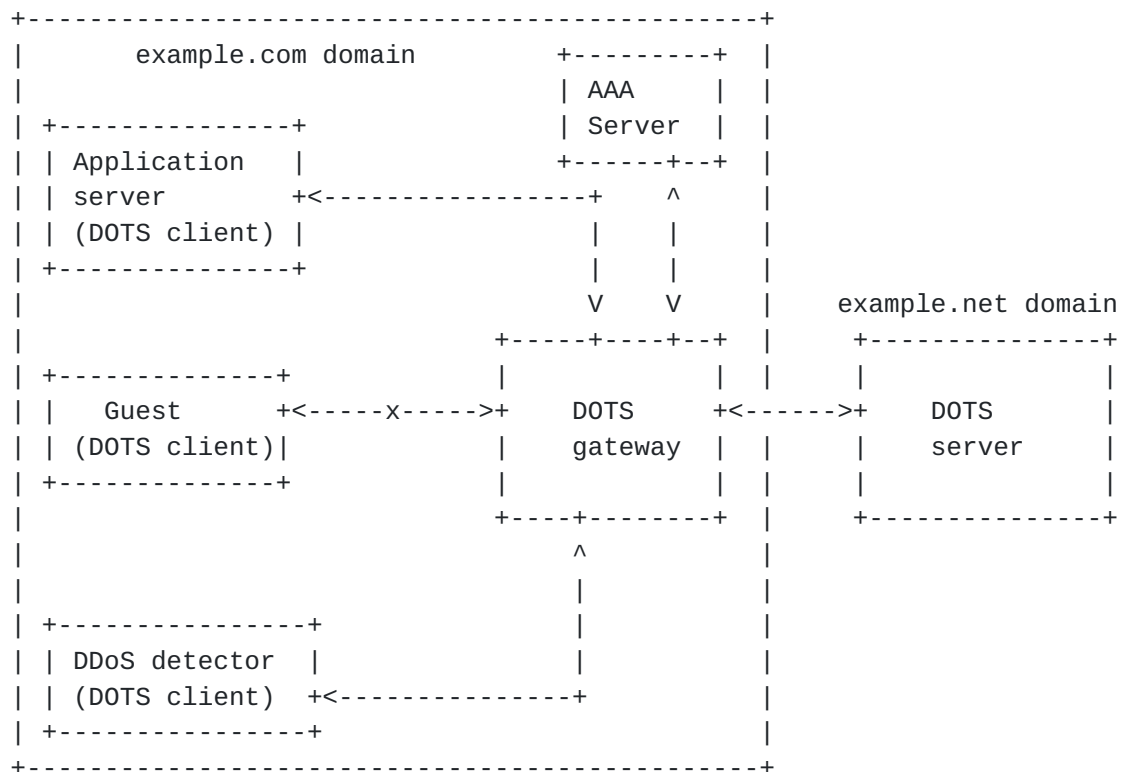 example.com domain
AAA
Server
Application
server
(DOTS client)
example.net domain
Guest
(DOTS client)
x
DOTS
gateway
DOTS
server
DDoS detector
(DOTS client)